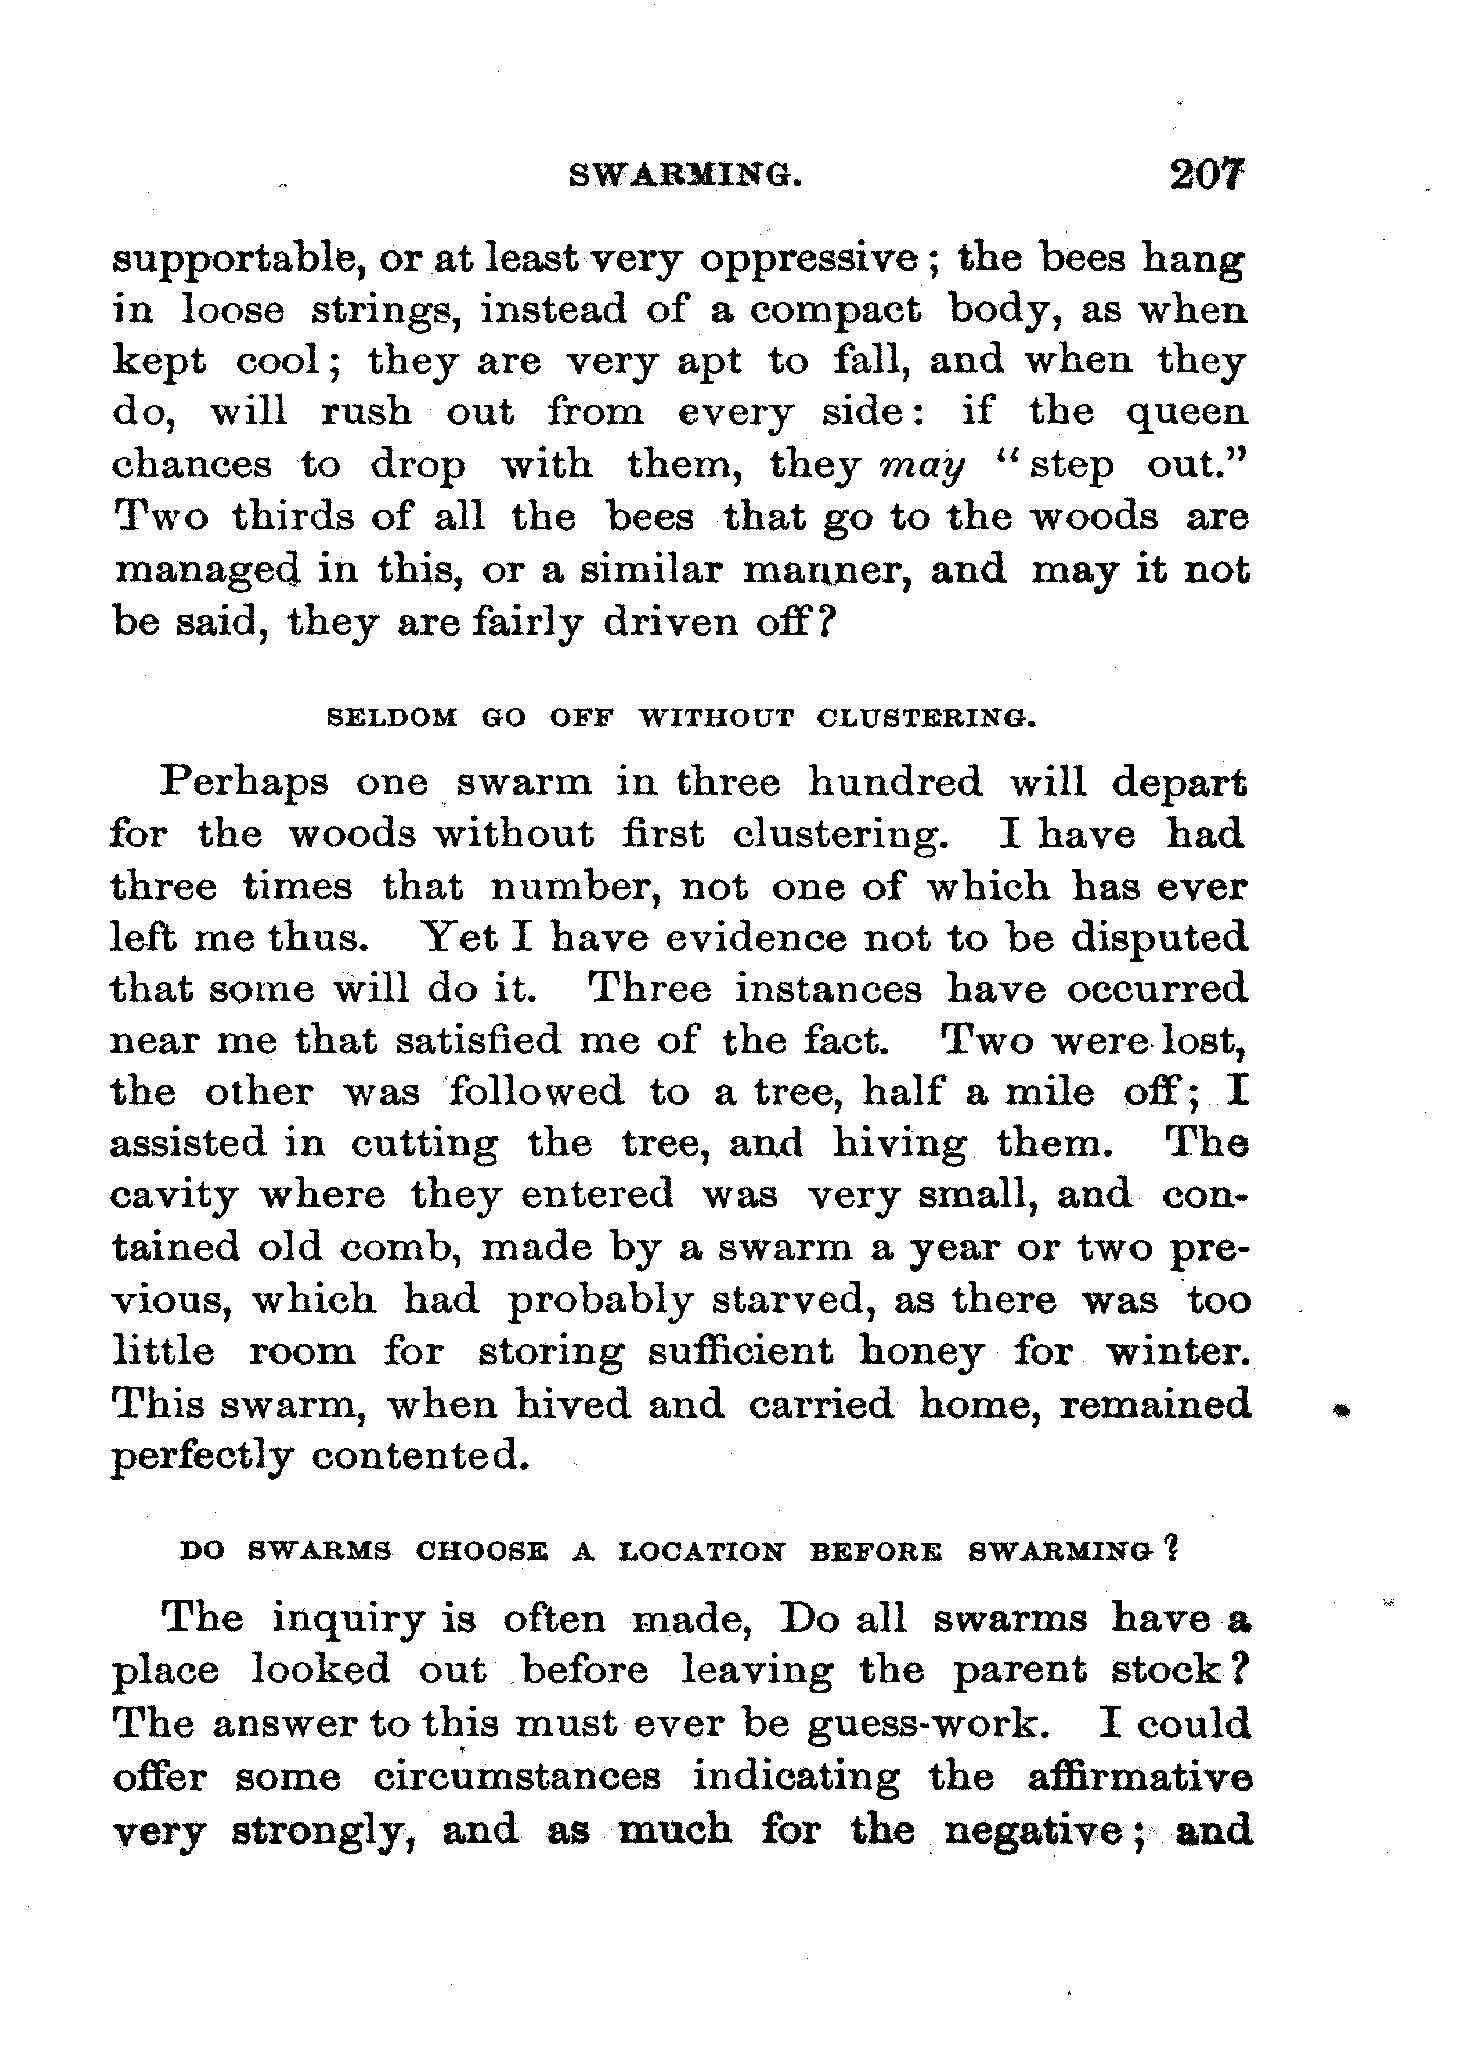 SWARMING. 207
supportable, or at least very oppressive; the bees hang
in loose strings, instead of a compact body, as when
kept cool; they are very apt to fall, and when they
do, will rush out from every side: if the queen
chances to drop with them, they may "step out."
Two thirds of all the bees that go to the woods are
managed in this, or a similar manner, and may it not
be said, they are fairly driven off?
SELDOM GO OFF WITHOUT CLUSTERING.
Perhaps one swarm in three hundred will depart
for the woods without first clustering. I have had
three times that number, not one of which has ever
left me thus. Yet I have evidence not to be disputed
that some will do it. Three instances have occurred
near me that satisfied me of the fact. Two were lost,
the other was followed to a tree, half a mile off; I
assisted in cutting the tree, and hiving them. The
cavity where they entered was very small, and con-
tained old comb, made by a swarm a year or two pre-
vious, which had probably starved, as there was too
little room for storing sufficient honey for winter.
This swarm, when hived and carried home, remained
perfectly contented.
DO SWARMS CHOOSE A LOCATION BEFORE SWARMING?
The inquiry is often made, Do all swarms have a
place looked out before leaving the parent stock?
The answer to this must ever be guess-work. I could
offer some circumstances indicating the affirmative
very strongly, and as much for the negative; and